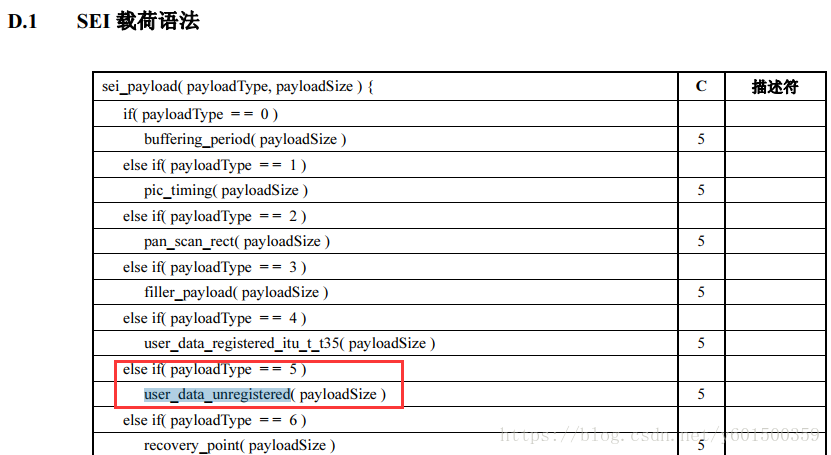 D.1 SEI 载荷语法
sei_payload( payloadType, payloadSize ) { C 描述符
if( payloadType = = 0 )
buffering_period( payloadSize ) 5
else if( payloadType = = 1 )
pic_timing( payloadSize ) 5
else if( payloadType = = 2 )
pan_scan_rect( payloadSize ) 5
else if( payloadType = = 3 )
filler_payload( payloadSize ) 5
else if( payloadType = = 4 )
user_data_registered_itu_t_t35( payloadSize ) 5
else if( payloadType = = 5 )
user_data_unregistered( payloadSize ) 5
else if( payloadType = = 6 )
recovery_point( payloadSize ) 5
https://blog.csdn.net/y601500359